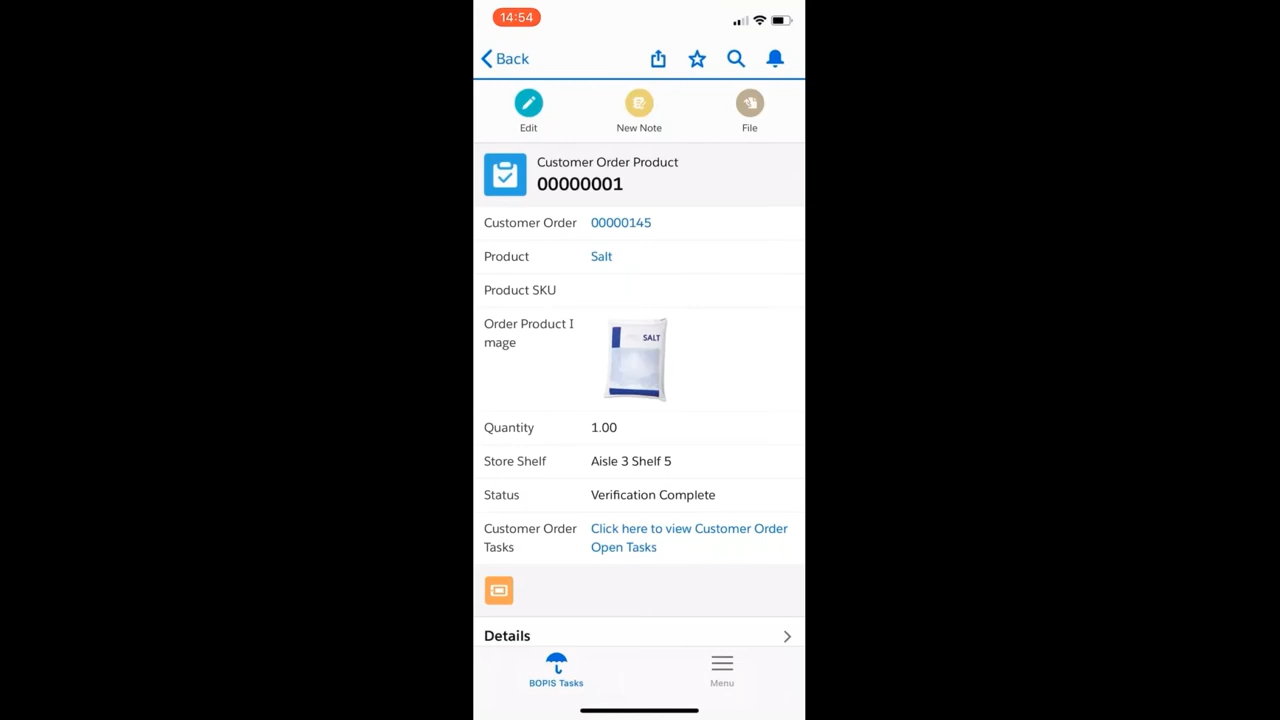 14:54
Back
Edit
New Note
File
Customer Order Product
00000001
Customer Order
00000145
Product
Salt
Product SKU
Order Product I
mage
SALT
Quantity
1.00
Store Shelf
Aisle 3 Shelf 5
Status
Verification Complete
Customer Order
Tasks
Click here to view Customer Order
Open Tasks
Details
BOPIS Tasks
Menu